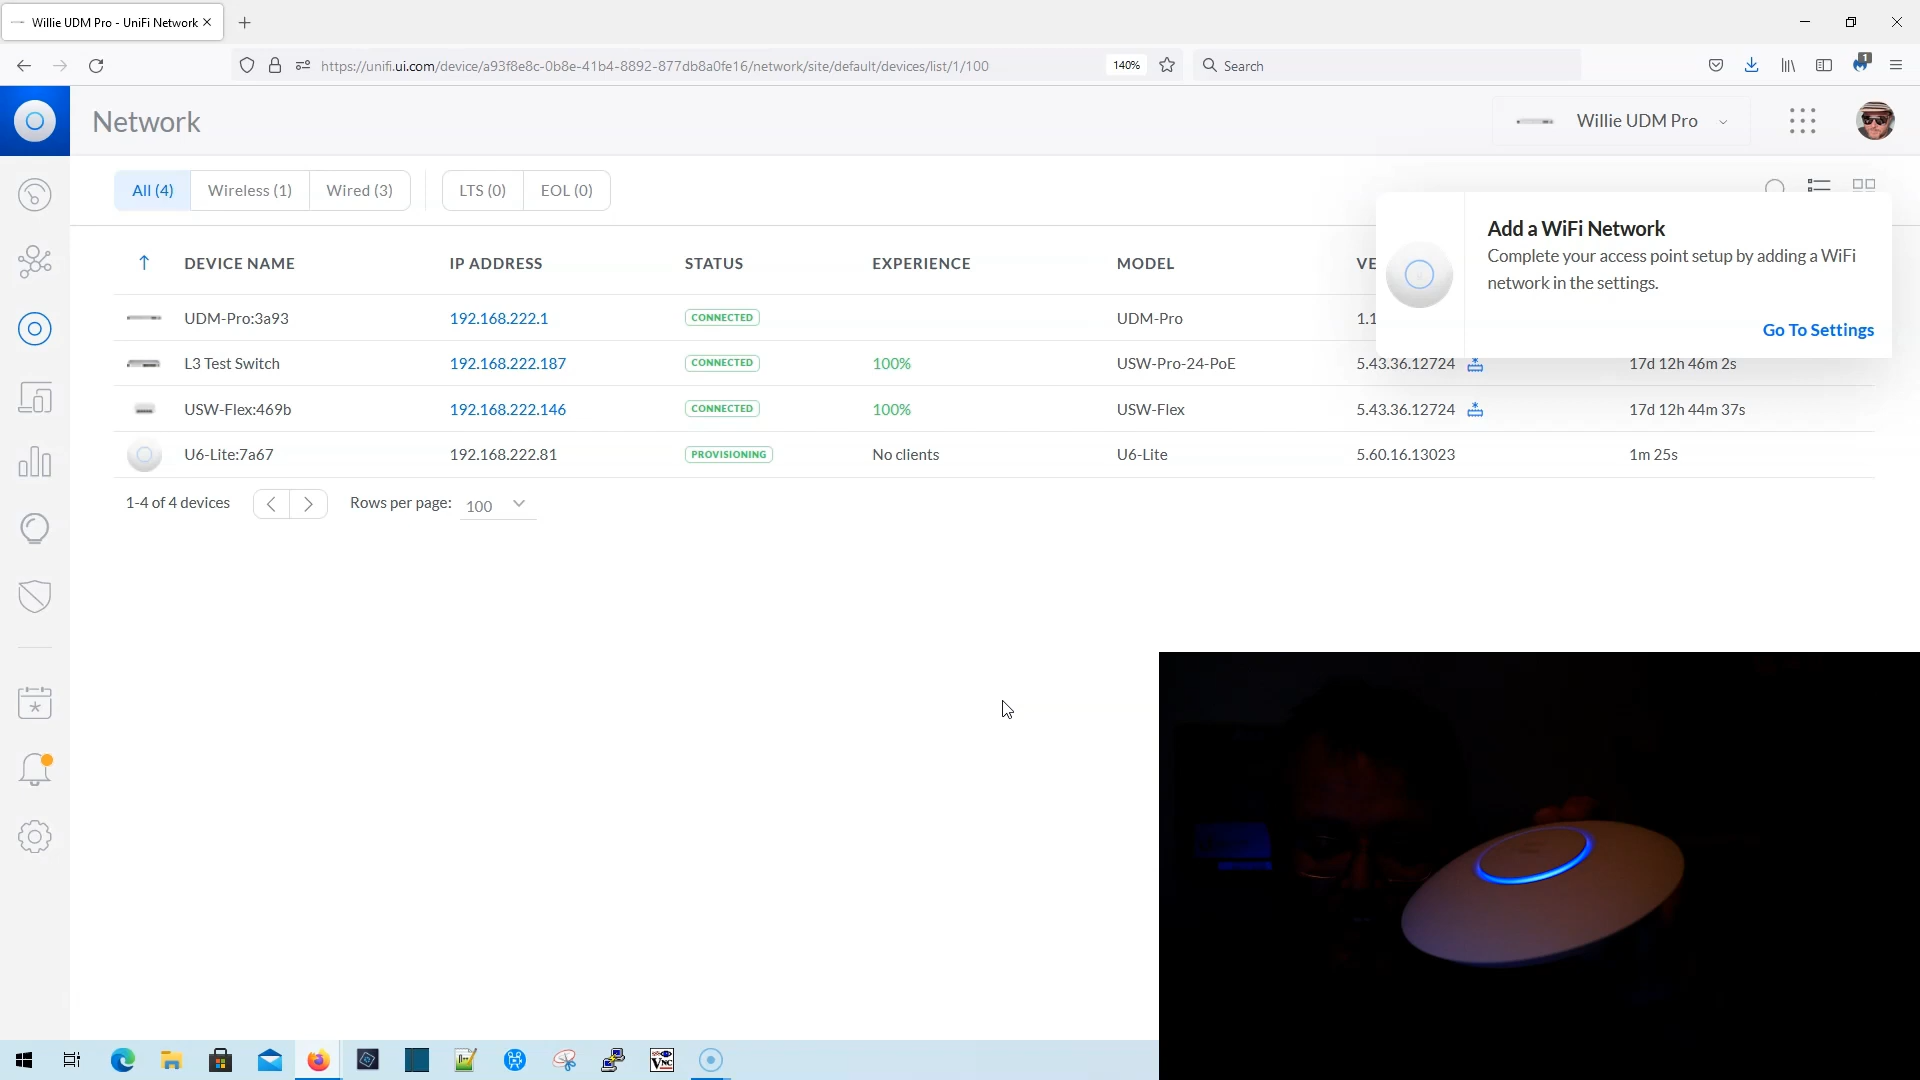 Willie UDM Pro - UniFi Network
https://unifi.ui.com/device/a93f8e8c-0b8e-41b4-8892-877db8a0fe16/network/site/default/devices/list/1/100
140%
Search
1
Network
Willie UDM Pro
All (4)
Wireless (1)
Wired (3)
LTS (0)
EOL (0)
Add a WiFi Network
Complete your access point setup by adding a WiFi
network in the settings.
Go To Settings
DEVICE NAME IP ADDRESS STATUS EXPERIENCE MODEL VE
UDM-Pro:3a93 192.168.222.1 CONNECTED UDM-Pro 1.1
L3 Test Switch 192.168.222.187 CONNECTED 100% USW-Pro-24-PoE 5.43.36.12724 17d 12h 46m 2s
USW-Flex:469b 192.168.222.146 CONNECTED 100% USW-Flex 5.43.36.12724 17d 12h 44m 37s
U6-Lite:7a67 192.168.222.81 PROVISIONING No clients U6-Lite 5.60.16.13023 1m 25s
1-4 of 4 devices
Rows per page: 100
VNC